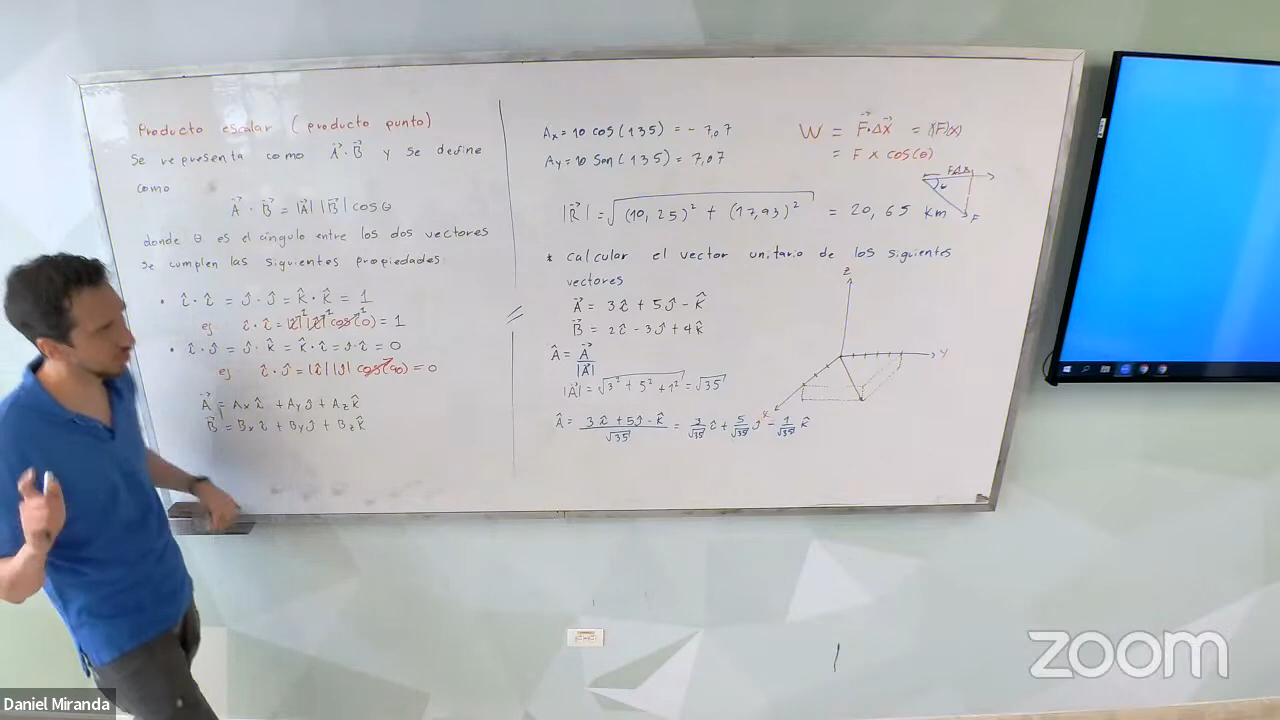 Producto escalar (producto punto)
Se representa como A⃗·B⃗ y se define
como
A⃗ · B⃗ = |A⃗| |B⃗| cosθ
donde θ es el ángulo entre los dos vectores
se cumplen las siguientes propiedades:
• î·î = ĵ·ĵ = k̂·k̂ = 1
ej î·î = |î||î| cos(0) = 1
• î·ĵ = ĵ·k̂ = k̂·î = ĵ·î = 0
ej î·ĵ = |î||ĵ| cos(90) = 0
A⃗ = Ax î + Ay ĵ + Az k̂
B⃗ = Bx î + By ĵ + Bz k̂
Ax = 10 cos(135) = - 7,07
Ay = 10 Sen(135) = 7,07
|R⃗| = √(10,25)² + (17,93)² = 20,65 km
* calcular el vector unitario de los siguientes
vectores
A⃗ = 3î + 5ĵ - k̂
B⃗ = 2î - 3ĵ + 4k̂
Â = A⃗/|A⃗|
|A⃗| = √3² + 5² + 1² = √35
Â = 3î + 5ĵ - k̂/√35 = 3/√35 î + 5/√35 ĵ - 1/√35 k̂
W = F⃗·Δx⃗ = |(F)(x)
= F x cos(θ)
F
z
y
x
zoom
Daniel Miranda